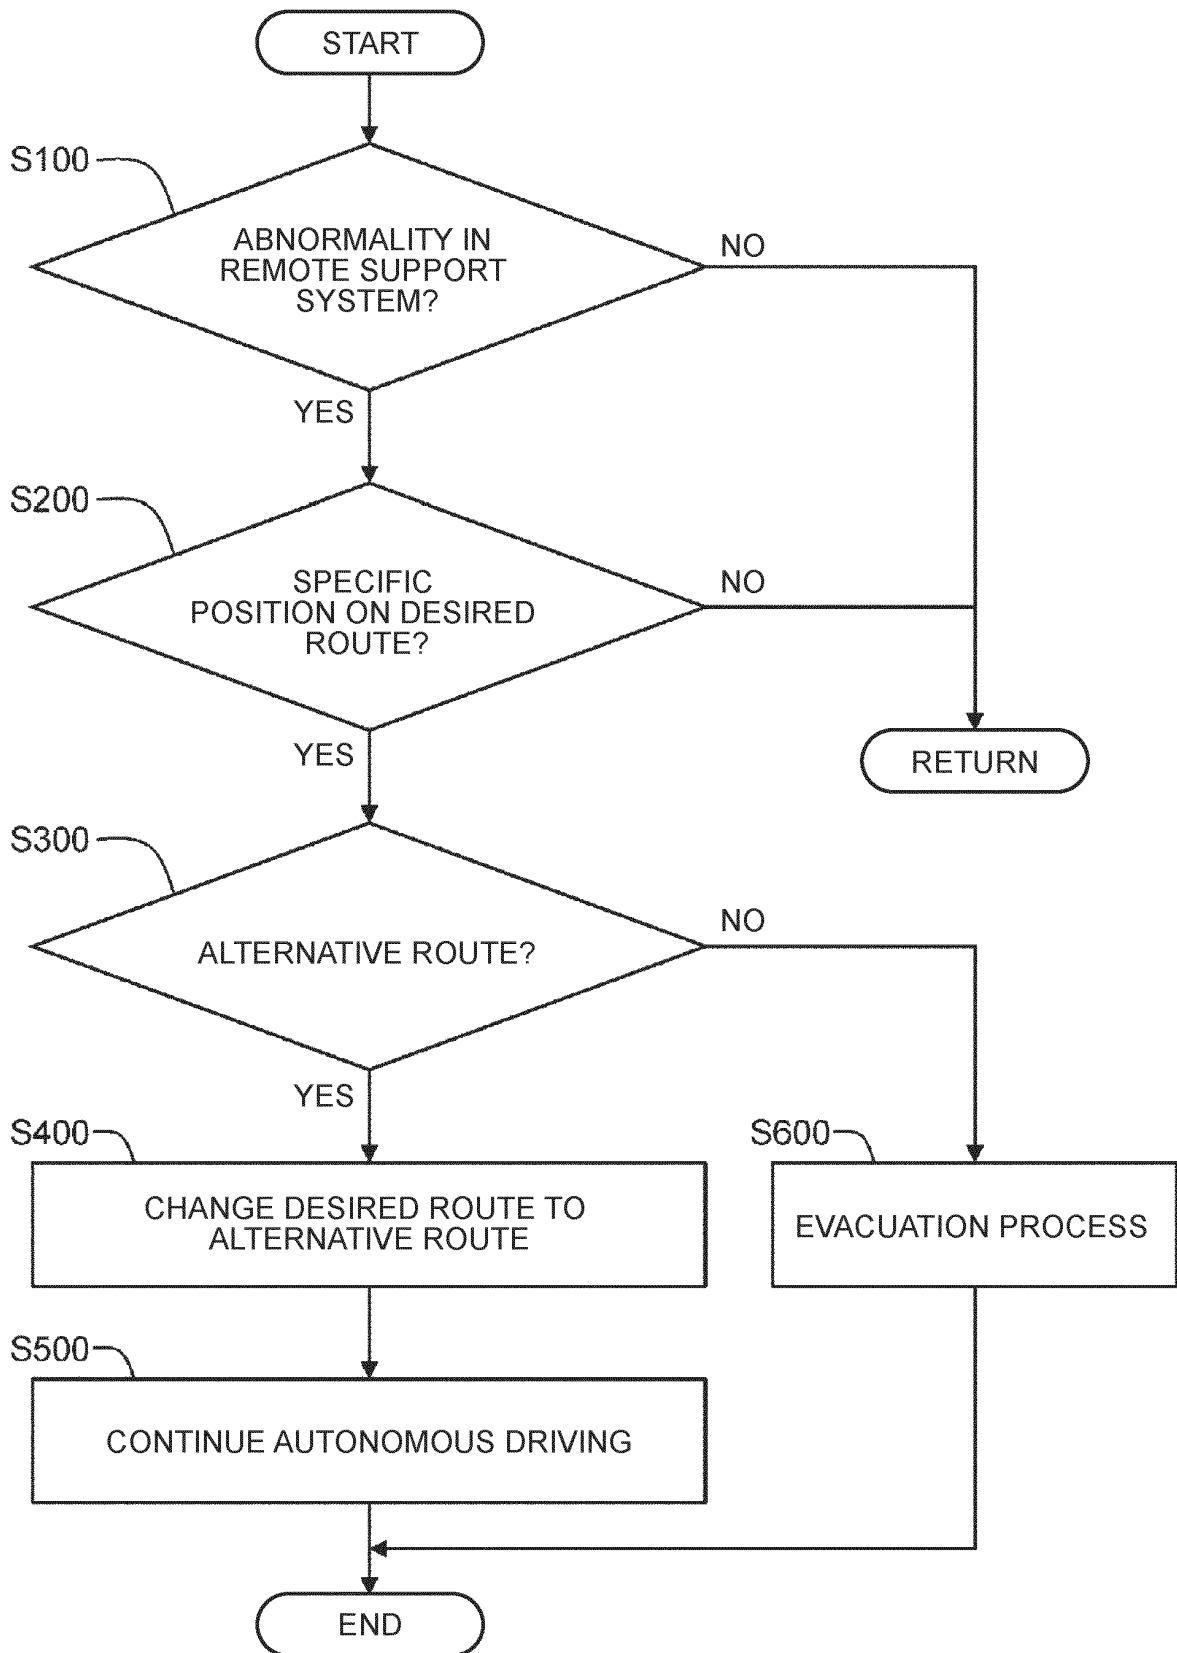 START
S100
ABNORMALITY IN
REMOTE SUPPORT
SYSTEM?
NO
YES
S200
SPECIFIC
POSITION ON DESIRED
ROUTE?
NO
YES
RETURN
S300
ALTERNATIVE ROUTE?
NO
YES
S400
CHANGE DESIRED ROUTE TO
ALTERNATIVE ROUTE
S600
EVACUATION PROCESS
S500
CONTINUE AUTONOMOUS DRIVING
END